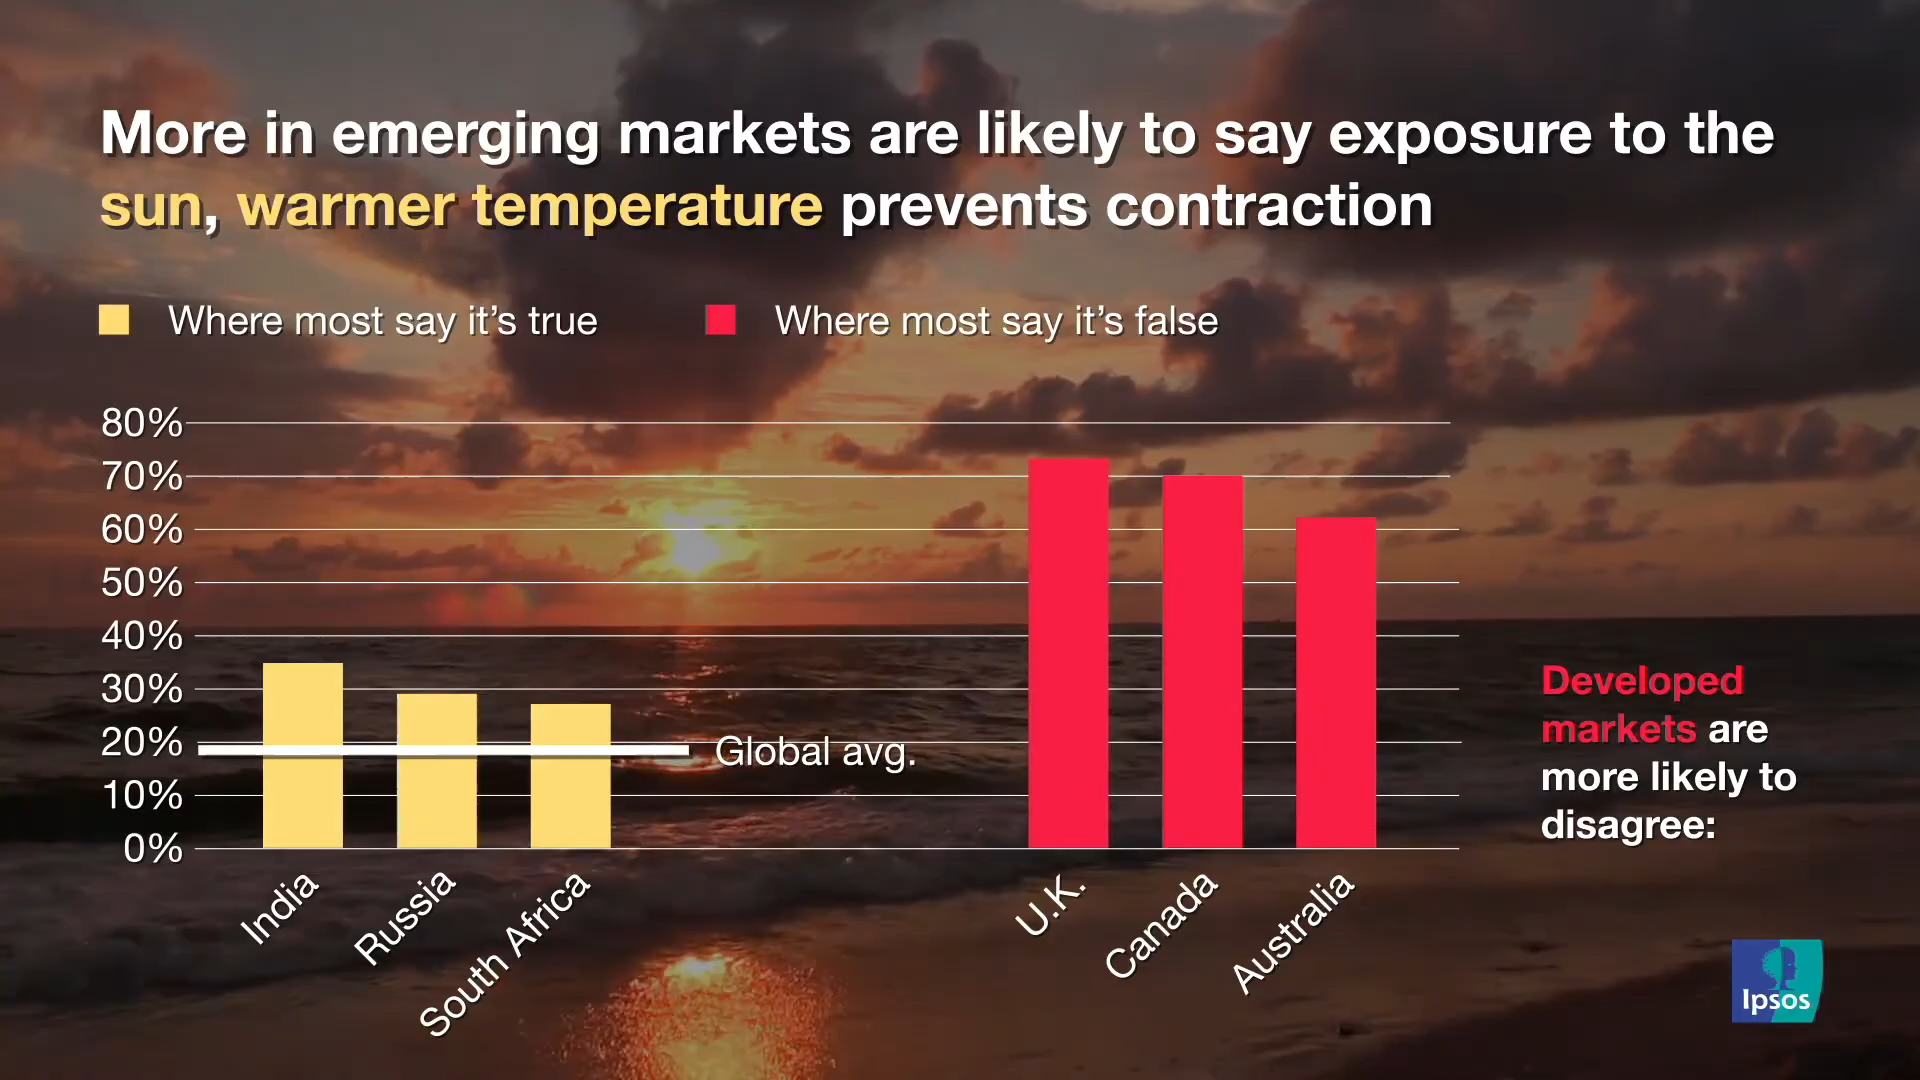 More in emerging markets are likely to say exposure to the
sun, warmer temperature prevents contraction
Where most say it's true
Where most say it's false
80%
70%
60%
50%
40%
30%
20%
10%
0%
Global avg.
India
Russia
South Africa
U.K.
Canada
Australia
Developed
markets are
more likely to
disagree:
Ipsos